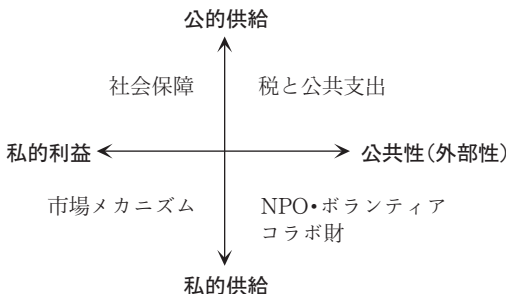 公的供給
社会保障
税と公共支出
私的利益
公共性(外部性)
市場メカニズム
NPO・ボランティア
コラボ財
私的供給